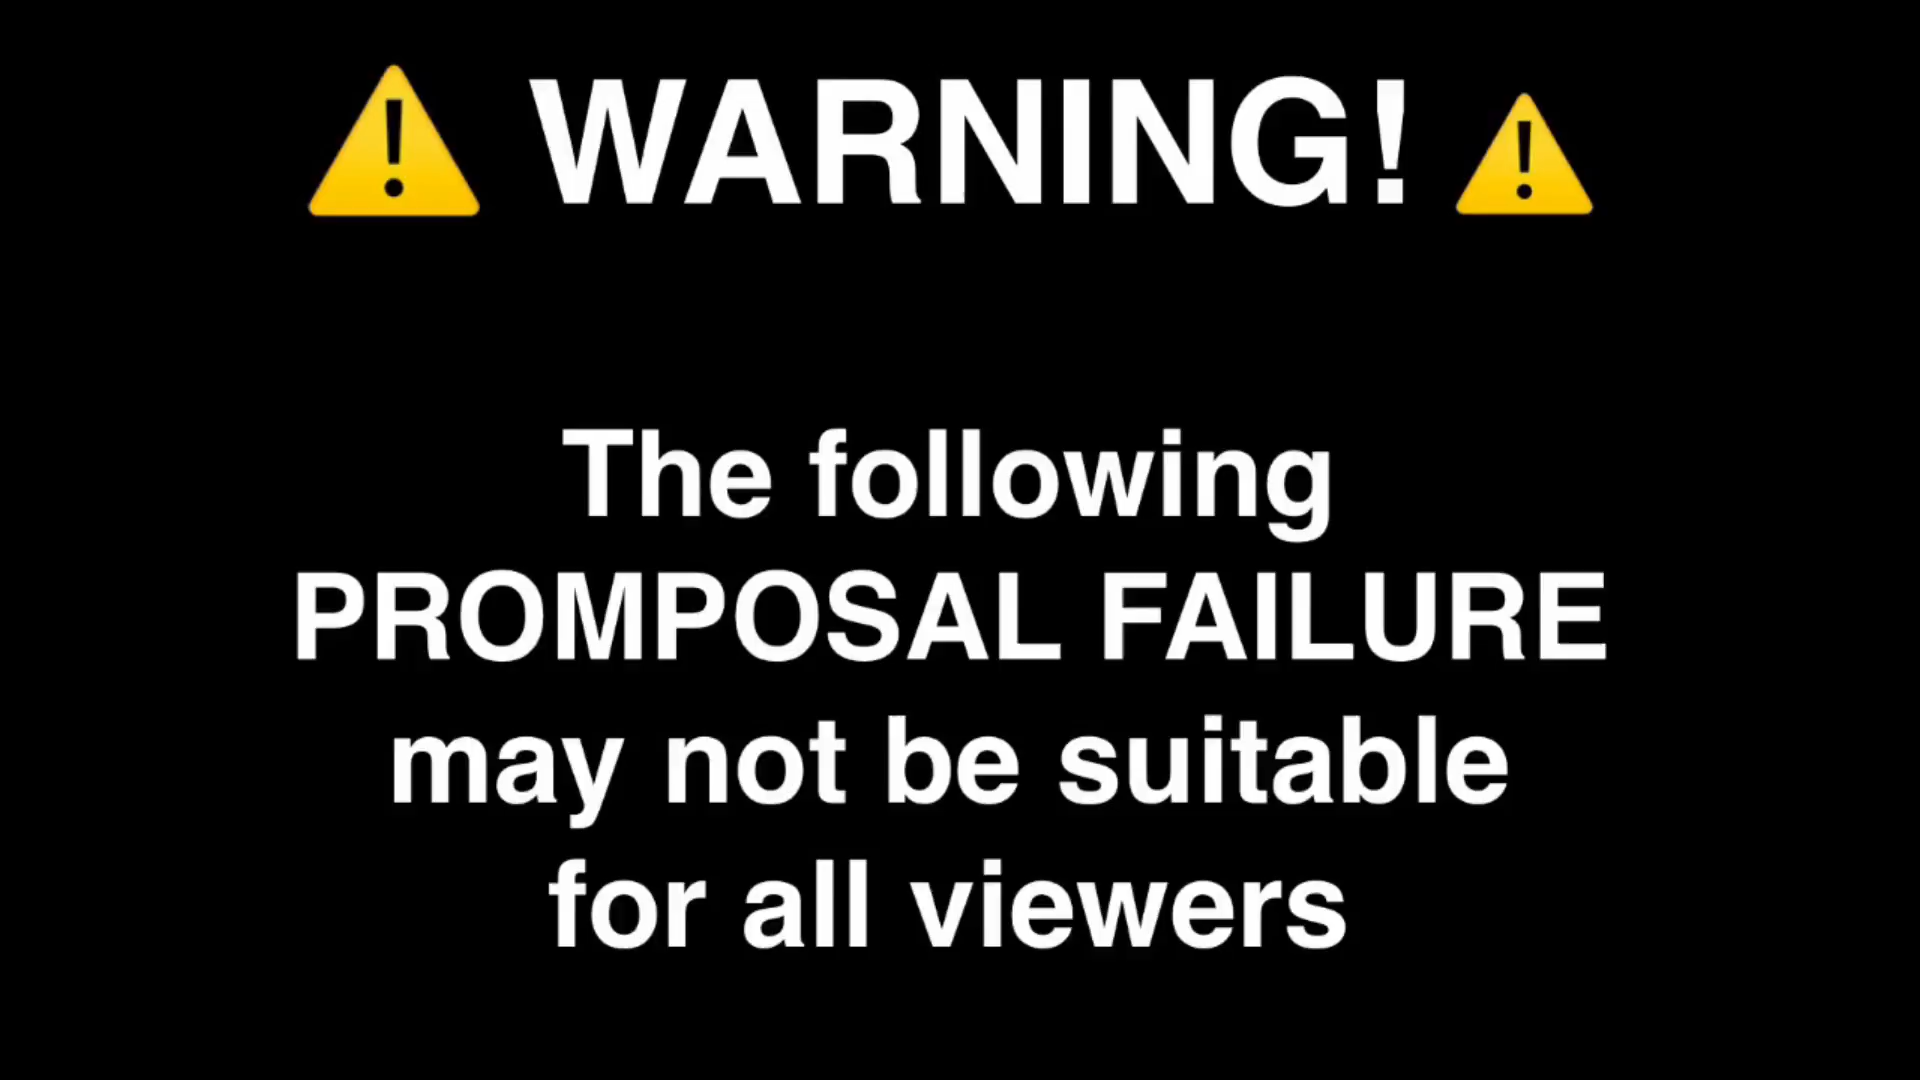 ⚠️ WARNING! ⚠️
The following
PROMPOSAL FAILURE
may not be suitable
for all viewers